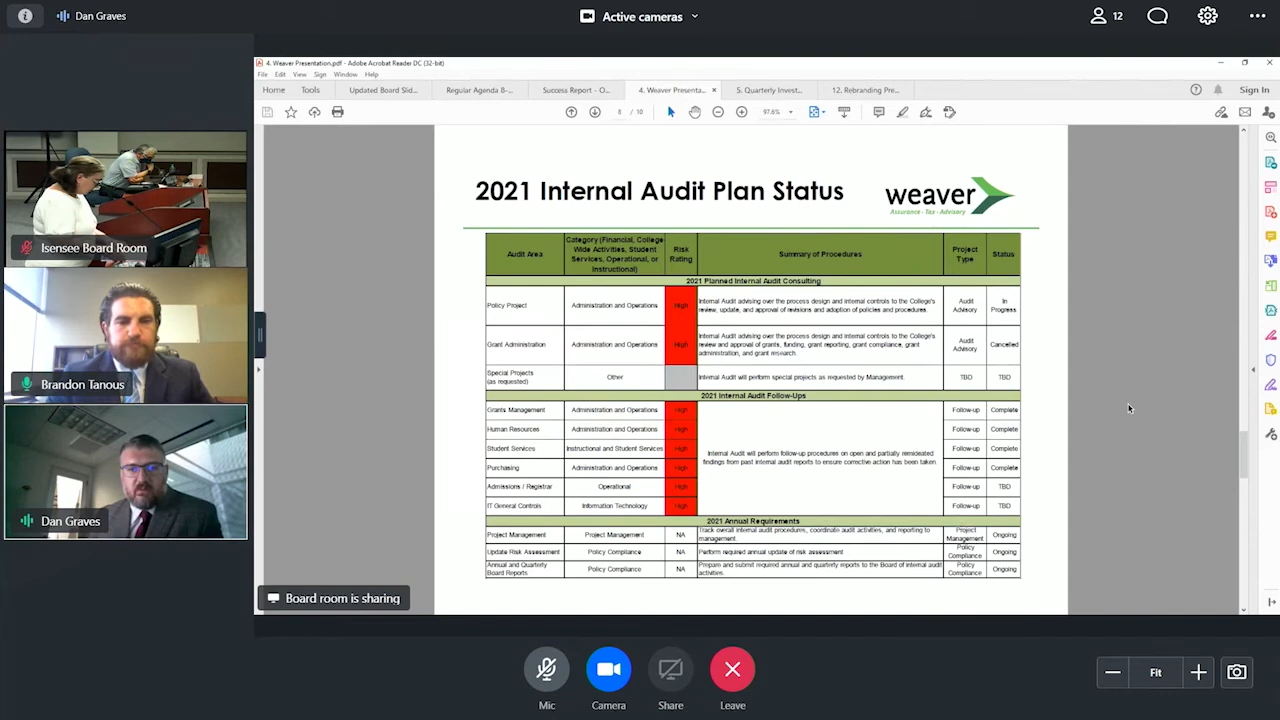 Dan Graves
Active cameras
12
4. Weaver Presentation.pdf - Adobe Acrobat Reader DC (32-bit)
File Edit View Sign Window Help
Home Tools Updated Board Slid... Regular Agenda 8-... Success Report - O... 4. Weaver Presenta... × 5. Quarterly Invest... 12. Rebranding Pre... Sign In
8 / 10 97.6%
2021 Internal Audit Plan Status
weaver
Assurance - Tax - Advisory
Audit Area
Category (Financial, College
Wide Activities, Student
Services, Operational, or
Instructional)
Risk
Rating
Summary of Procedures
Project
Type
Status
2021 Planned Internal Audit Consulting
Policy Project
Administration and Operations
High
Internal Audit advising over the process design and internal controls to the College's
review, update, and approval of revisions and adoption of policies and procedures.
Audit
Advisory
In
Progress
Grant Administration
Administration and Operations
High
Internal Audit advising over the process design and internal controls to the College's
review and approval of grants, funding, grant reporting, grant compliance, grant
administration, and grant research.
Audit
Advisory
Cancelled
Special Projects
(as requested)
Other
Internal Audit will perform special projects as requested by Management.
TBD
TBD
2021 Internal Audit Follow-Ups
Grants Management Administration and Operations High Follow-up Complete
Human Resources Administration and Operations High Follow-up Complete
Student Services Instructional and Student Services High Follow-up Complete
Internal Audit will perform follow-up procedures on open and partially remidiated
findings from past internal audit reports to ensure corrective action has been taken.
Purchasing Administration and Operations High Follow-up Complete
Admissions / Registrar Operational High Follow-up TBD
IT General Controls Information Technology High Follow-up TBD
2021 Annual Requirements
Project Management
Project Management
NA
Track overall internal audit procedures, coordinate audit activities, and reporting to
management.
Project
Management
Ongoing
Update Risk Assessment
Policy Compliance
NA
Perform required annual update of risk assessment
Policy
Compliance
Ongoing
Annual and Quarterly
Board Reports
Policy Compliance
NA
Prepare and submit required annual and quarterly reports to the Board of internal audit
activities.
Policy
Compliance
Ongoing
Isensee Board Room
Brandon Tanous
Dan Graves
Board room is sharing
Mic Camera Share Leave
Fit